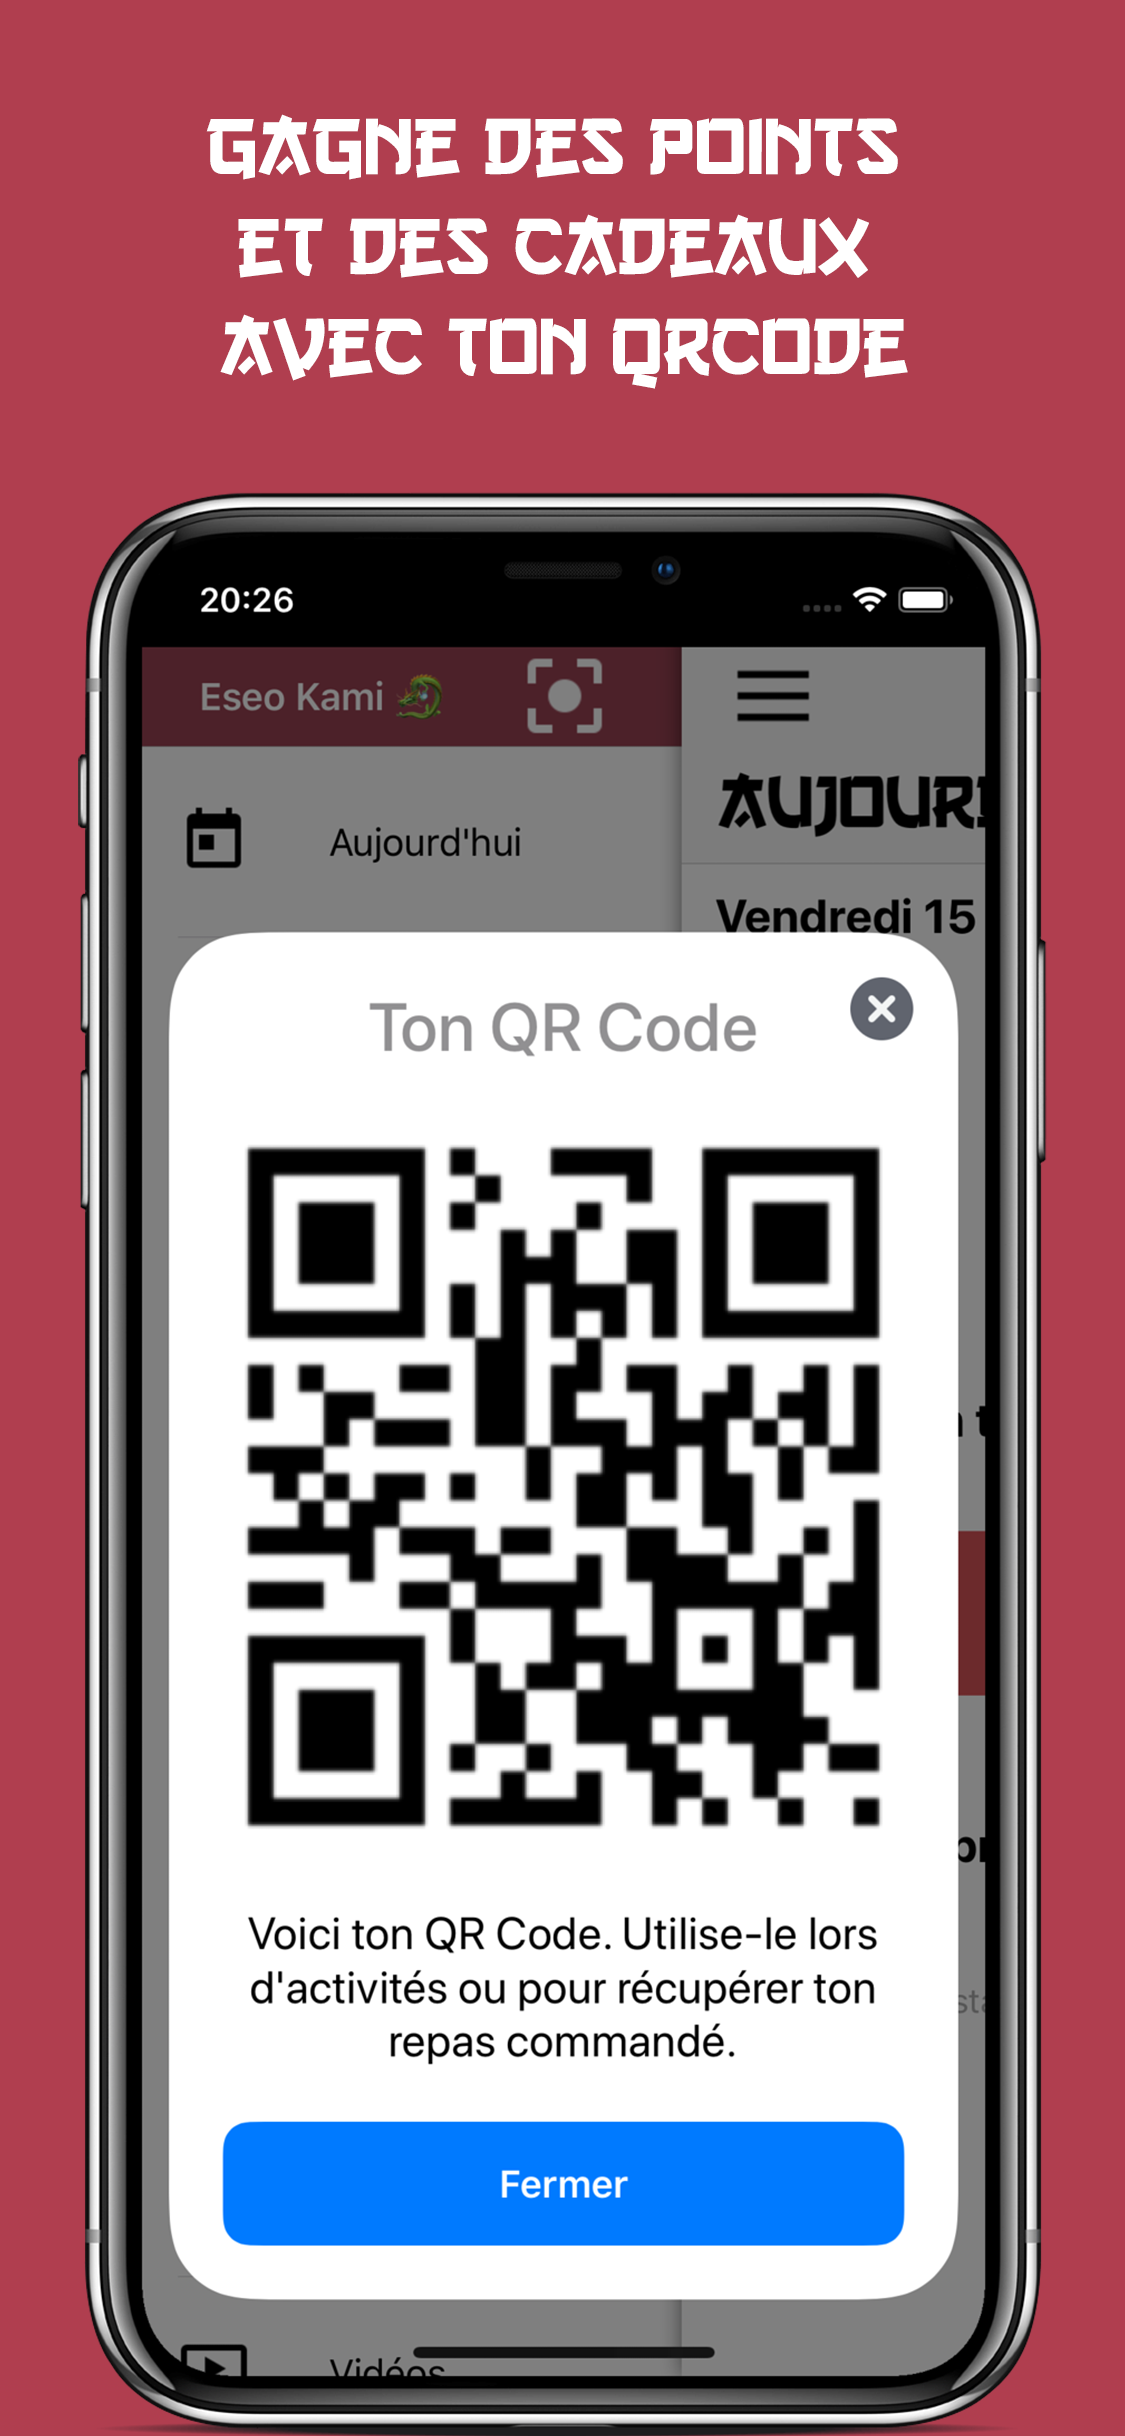 GAGNE DES POINTS
ET DES CADEAUX
AVEC TON QRCODE
20:26
Eseo Kami
Aujourd'hui
Vendredi 15
Ton QR Code
Voici ton QR Code. Utilise-le lors
d'activités ou pour récupérer ton
repas commandé.
Fermer
Vidéos